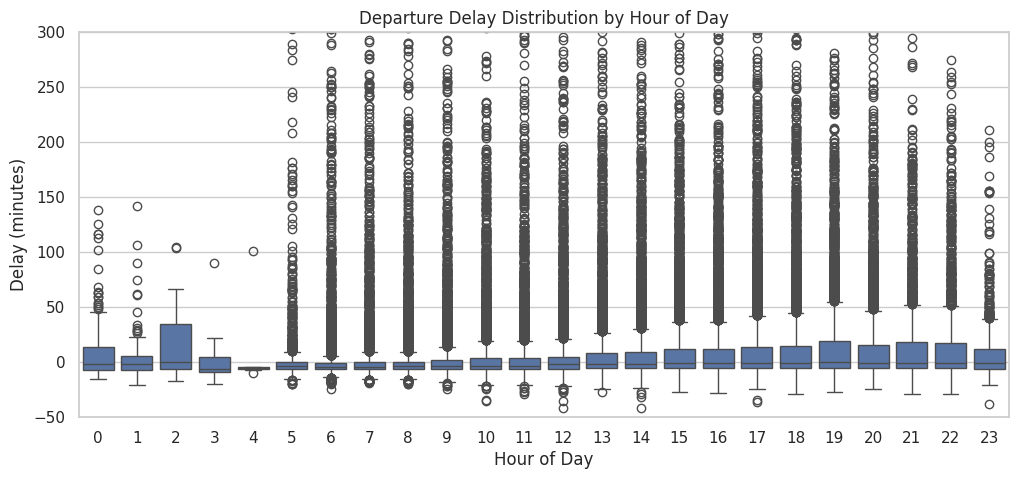 Departure Delay Distribution by Hour of Day
Delay (minutes)
300
250
200
150
100
50
0
−50
0 1 2 3 4 5 6 7 8 9 10 11 12 13 14 15 16 17 18 19 20 21 22 23
Hour of Day